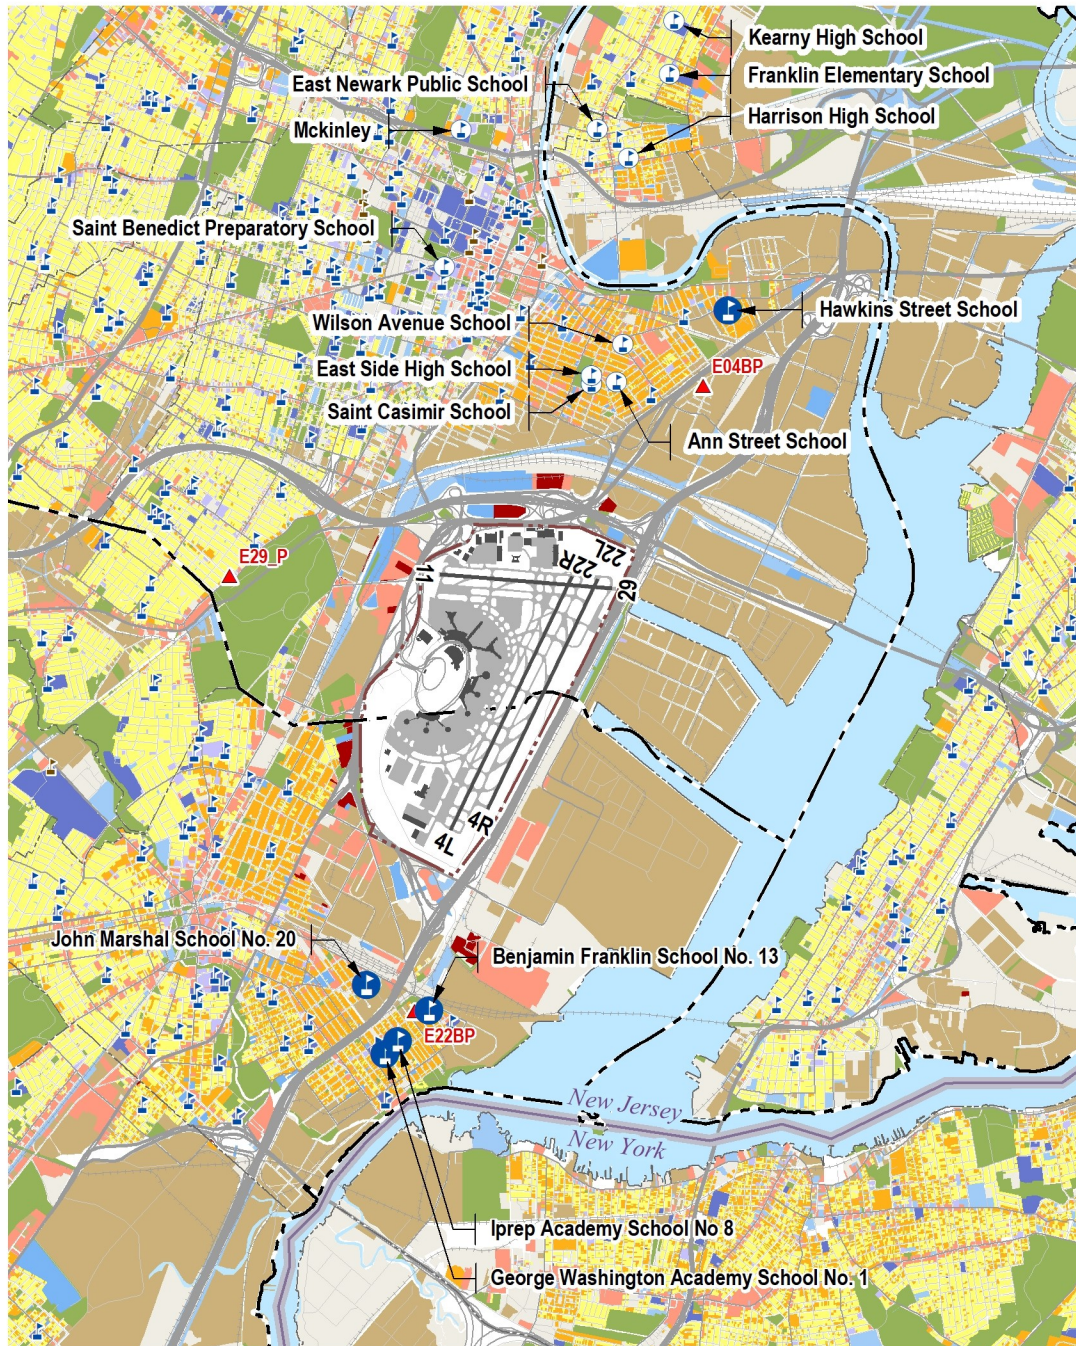 Kearny High School
East Newark Public School
Franklin Elementary School
Mckinley
Harrison High School
Saint Benedict Preparatory School
Hawkins Street School
Wilson Avenue School
E04BP
East Side High School
Saint Casimir School
Ann Street School
E29_P
11
22R
22L
29
4L
4R
John Marshal School No. 20
Benjamin Franklin School No. 13
E22BP
New Jersey
New York
Iprep Academy School No 8
George Washington Academy School No. 1